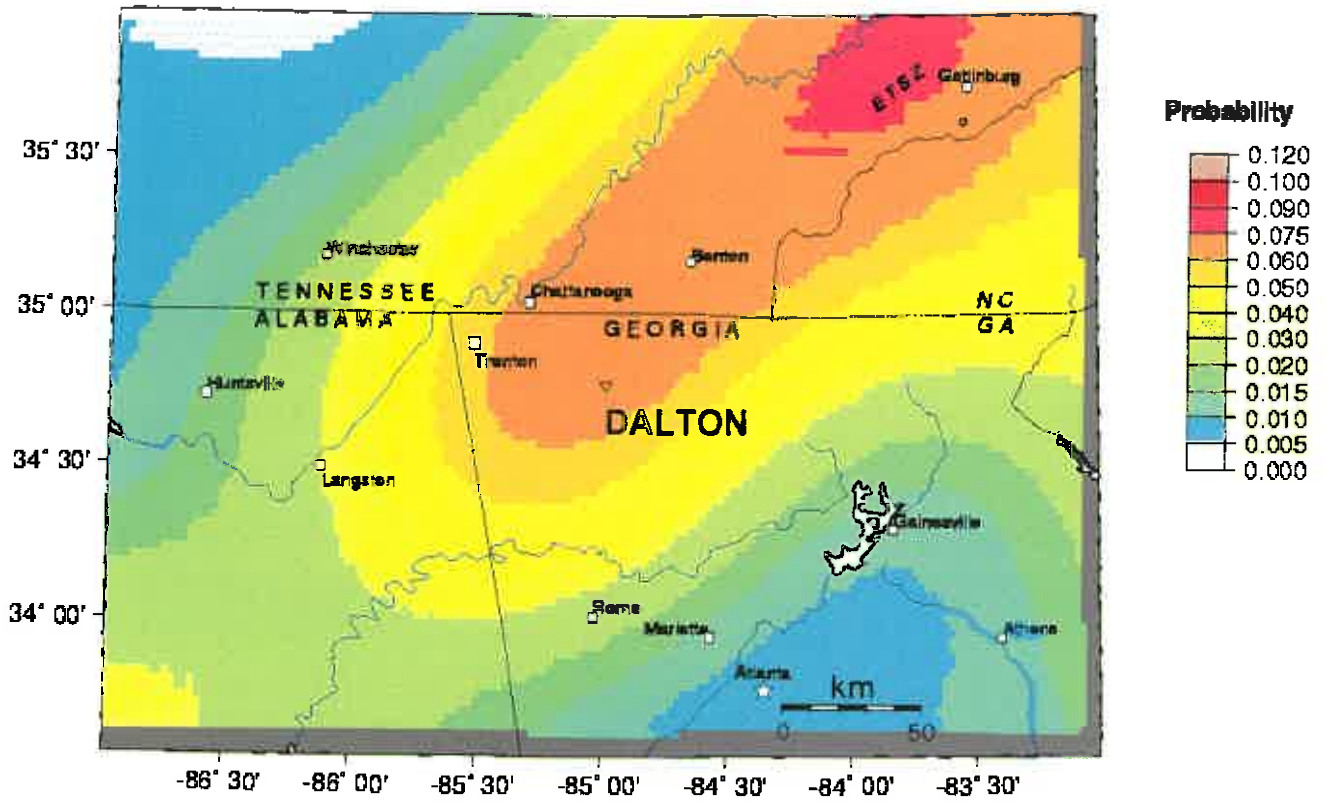 ETSZ
Gatlinburg
Probability
35° 30'
0.120
0.100
0.090
0.075
0.060
0.050
0.040
0.030
0.020
0.015
0.010
0.005
0.000
Winchester
Benton
TENNESSEE
Chattanooga
NC
35° 00'
ALABAMA
GEORGIA
GA
Trenton
Huntsville
DALTON
34° 30'
Langston
Gainesville
34° 00'
Rome
Marietta
Athens
Atlanta
km
0 50
-86° 30' -86° 00' -85° 30' -85° 00' -84° 30' -84° 00' -83° 30'